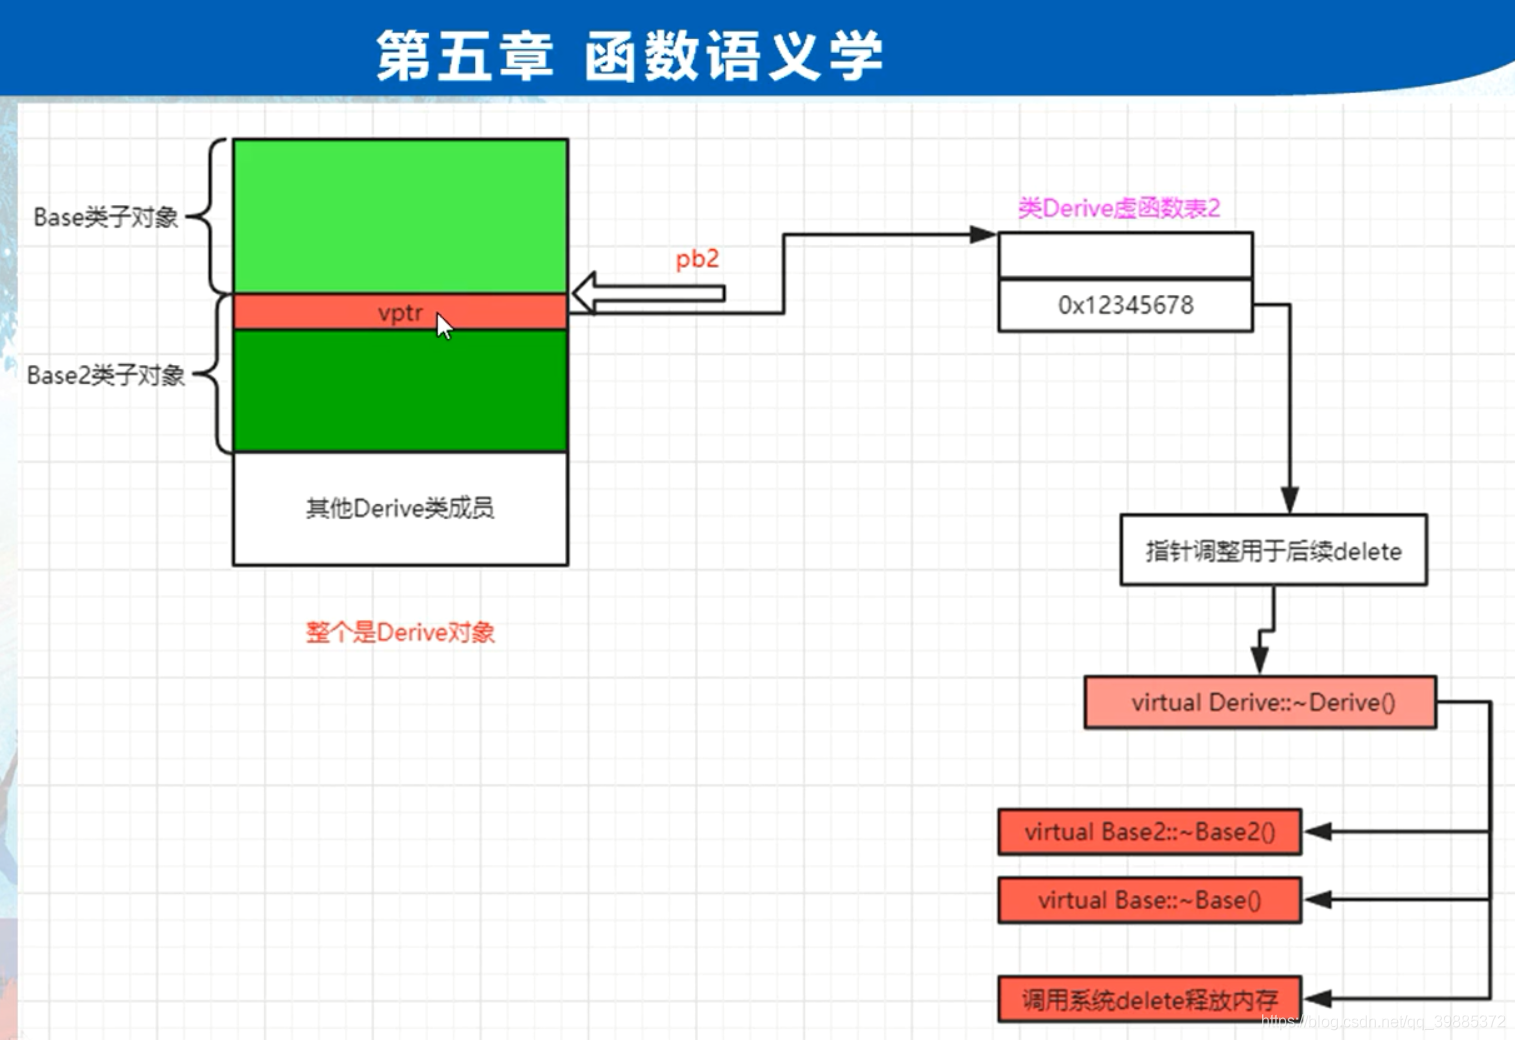 第五章 函数语义学
Base类子对象
vptr
Base2类子对象
其他Derive类成员
整个是Derive对象
pb2
类Derive虚函数表2
0x12345678
指针调整用于后续delete
virtual Derive::~Derive()
virtual Base2::~Base2()
virtual Base::~Base()
调用系统delete释放内存
https://blog.csdn.net/qq_39885372